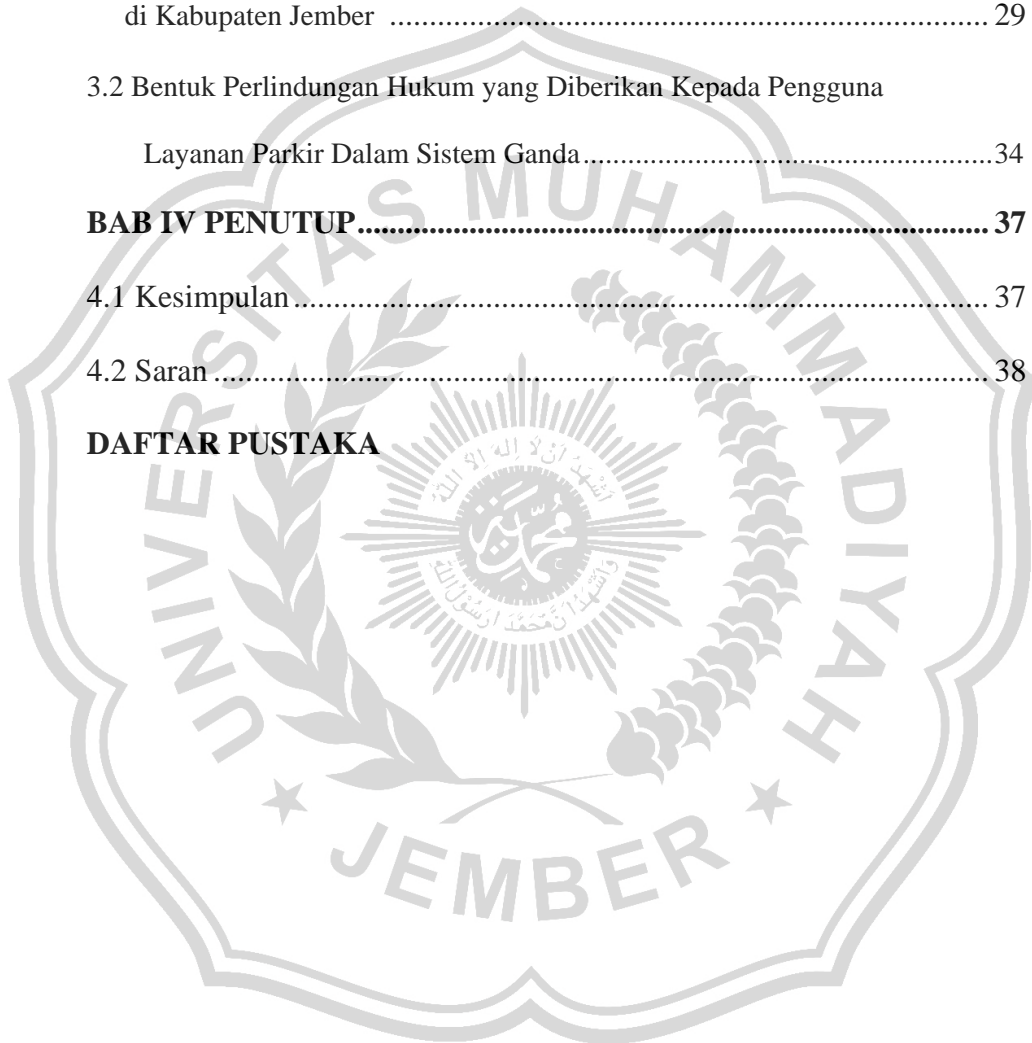 di Kabupaten Jember ........................................................................................ 29
3.2 Bentuk Perlindungan Hukum yang Diberikan Kepada Pengguna
Layanan Parkir Dalam Sistem Ganda............................................................34
BAB IV PENUTUP................................................................................ 37
4.1 Kesimpulan........................................................................................ 37
4.2 Saran .................................................................................................. 38
DAFTAR PUSTAKA
UNIVERSITAS MUHAMMADIYAH
JEMBER